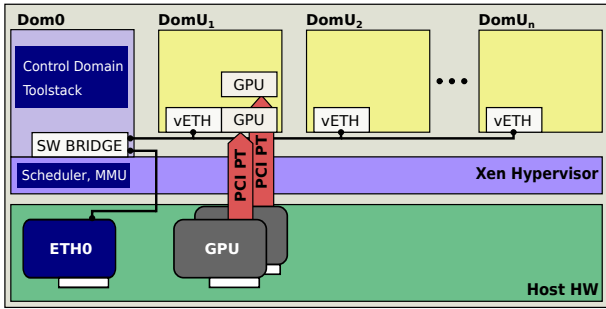 Dom0
DomU1
DomU2
DomUn
Control Domain
Toolstack
GPU
vETH
GPU
vETH
•••
vETH
SW BRIDGE
PCI PT
PCI PT
Scheduler, MMU
Xen Hypervisor
ETH0
GPU
Host HW